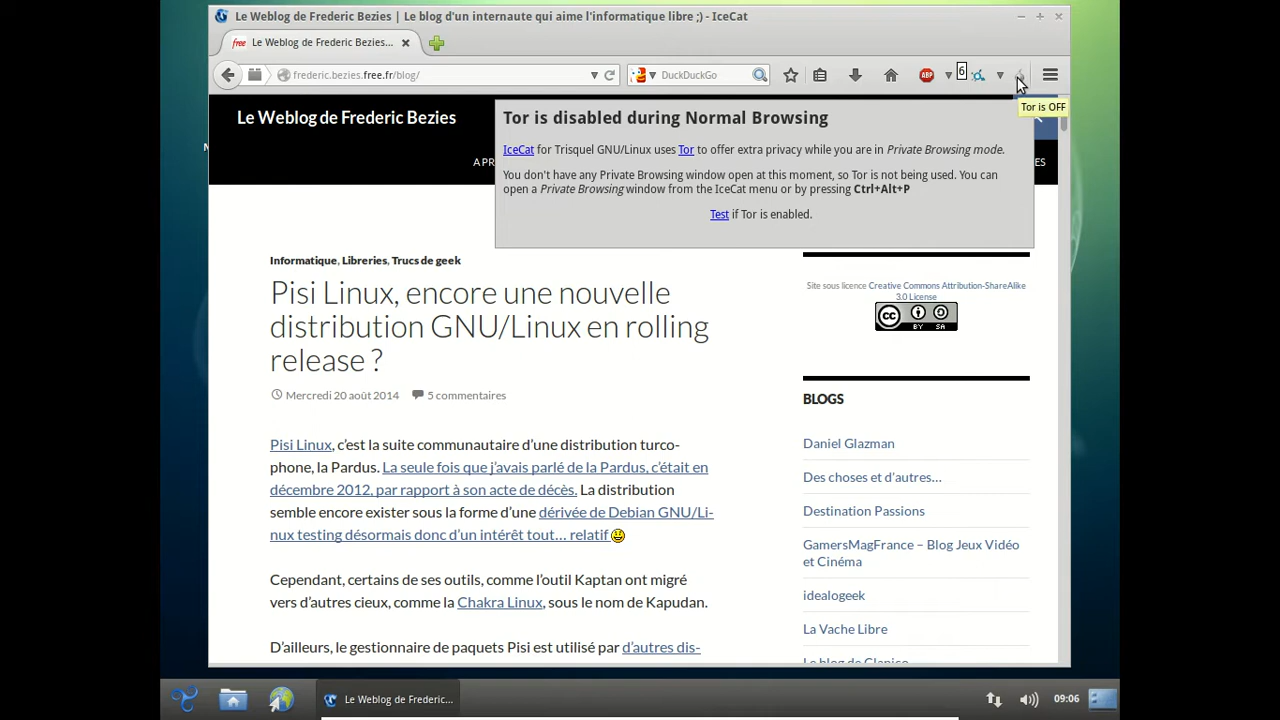 Le Weblog de Frederic Bezies | Le blog d'un internaute qui aime l'informatique libre ;) - IceCat
free Le Weblog de Frederic Bezies...
frederic.bezies.free.fr/blog/
DuckDuckGo
ABP
6
Tor is OFF
Le Weblog de Frederic Bezies
Tor is disabled during Normal Browsing
IceCat for Trisquel GNU/Linux uses Tor to offer extra privacy while you are in Private Browsing mode.
You don't have any Private Browsing window open at this moment, so Tor is not being used. You can
open a Private Browsing window from the IceCat menu or by pressing Ctrl+Alt+P
Test if Tor is enabled.
Informatique, Libreries, Trucs de geek
Pisi Linux, encore une nouvelle
distribution GNU/Linux en rolling
release ?
Mercredi 20 août 2014
5 commentaires
Pisi Linux, c’est la suite communautaire d’une distribution turco-
phone, la Pardus. La seule fois que j’avais parlé de la Pardus, c’était en
décembre 2012, par rapport à son acte de décès. La distribution
semble encore exister sous la forme d’une dérivée de Debian GNU/Li-
nux testing désormais donc d’un intérêt tout… relatif
Cependant, certains de ses outils, comme l’outil Kaptan ont migré
vers d’autres cieux, comme la Chakra Linux, sous le nom de Kapudan.
D’ailleurs, le gestionnaire de paquets Pisi est utilisé par d’autres dis-
Site sous licence Creative Commons Attribution-ShareAlike
3.0 License
cc BY SA
BLOGS
Daniel Glazman
Des choses et d’autres…
Destination Passions
GamersMagFrance – Blog Jeux Vidéo
et Cinéma
idealogeek
La Vache Libre
Le Weblog de Frederic...
09:06